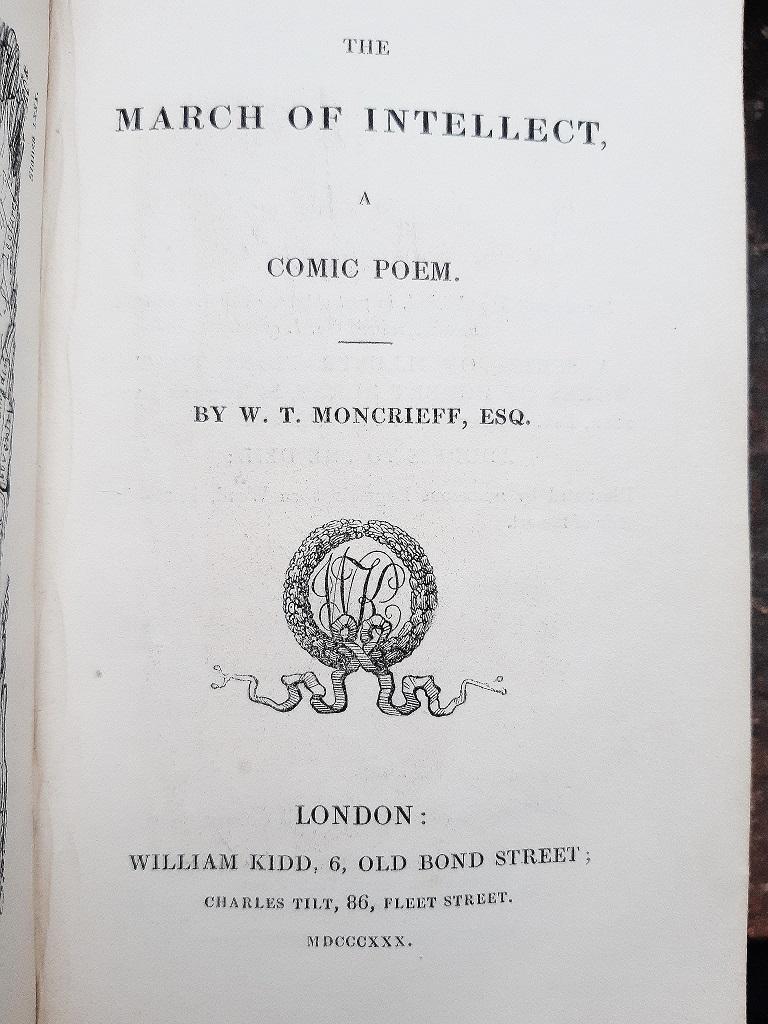 THE
MARCH OF INTELLECT,
A
COMIC POEM.
BY W. T. MONCRIEFF, ESQ.
WK
LONDON:
WILLIAM KIDD, 6, OLD BOND STREET;
CHARLES TILT, 86, FLEET STREET.
MDCCCXXX.